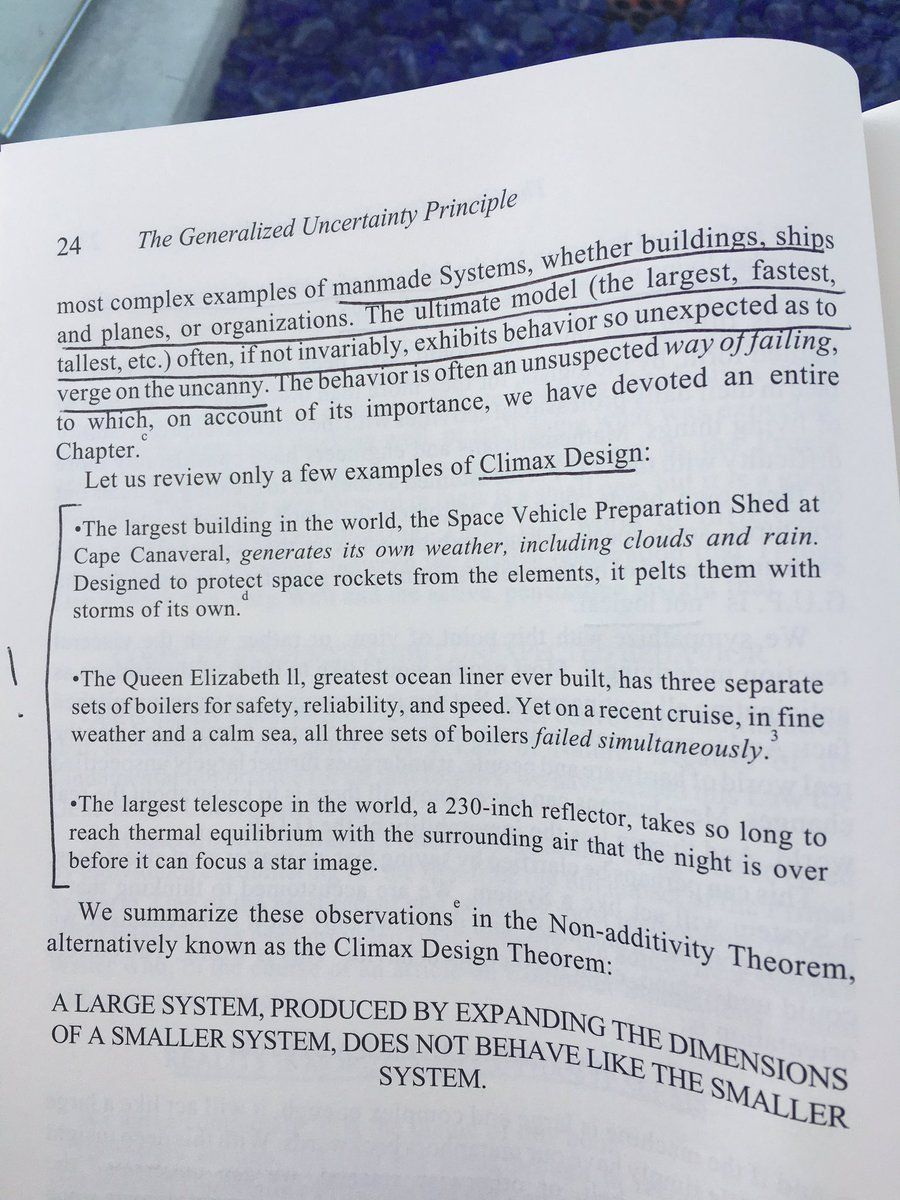 24 The Generalized Uncertainty Principle
most complex examples of manmade Systems, whether buildings, ships
and planes, or organizations. The ultimate model (the largest, fastest,
tallest, etc.) often, if not invariably, exhibits behavior so unexpected as to
verge on the uncanny. The behavior is often an unsuspected way of failing,
to which, on account of its importance, we have devoted an entire
Chapter.c
Let us review only a few examples of Climax Design:
•The largest building in the world, the Space Vehicle Preparation Shed at
Cape Canaveral, generates its own weather, including clouds and rain.
Designed to protect space rockets from the elements, it pelts them with
storms of its own.d
!
•The Queen Elizabeth ll, greatest ocean liner ever built, has three separate
sets of boilers for safety, reliability, and speed. Yet on a recent cruise, in fine
weather and a calm sea, all three sets of boilers failed simultaneously.3
•The largest telescope in the world, a 230-inch reflector, takes so long to
reach thermal equilibrium with the surrounding air that the night is over
before it can focus a star image.
We summarize these observationse in the Non-additivity Theorem,
alternatively known as the Climax Design Theorem:
A LARGE SYSTEM, PRODUCED BY EXPANDING THE DIMENSIONS
OF A SMALLER SYSTEM, DOES NOT BEHAVE LIKE THE SMALLER
SYSTEM.